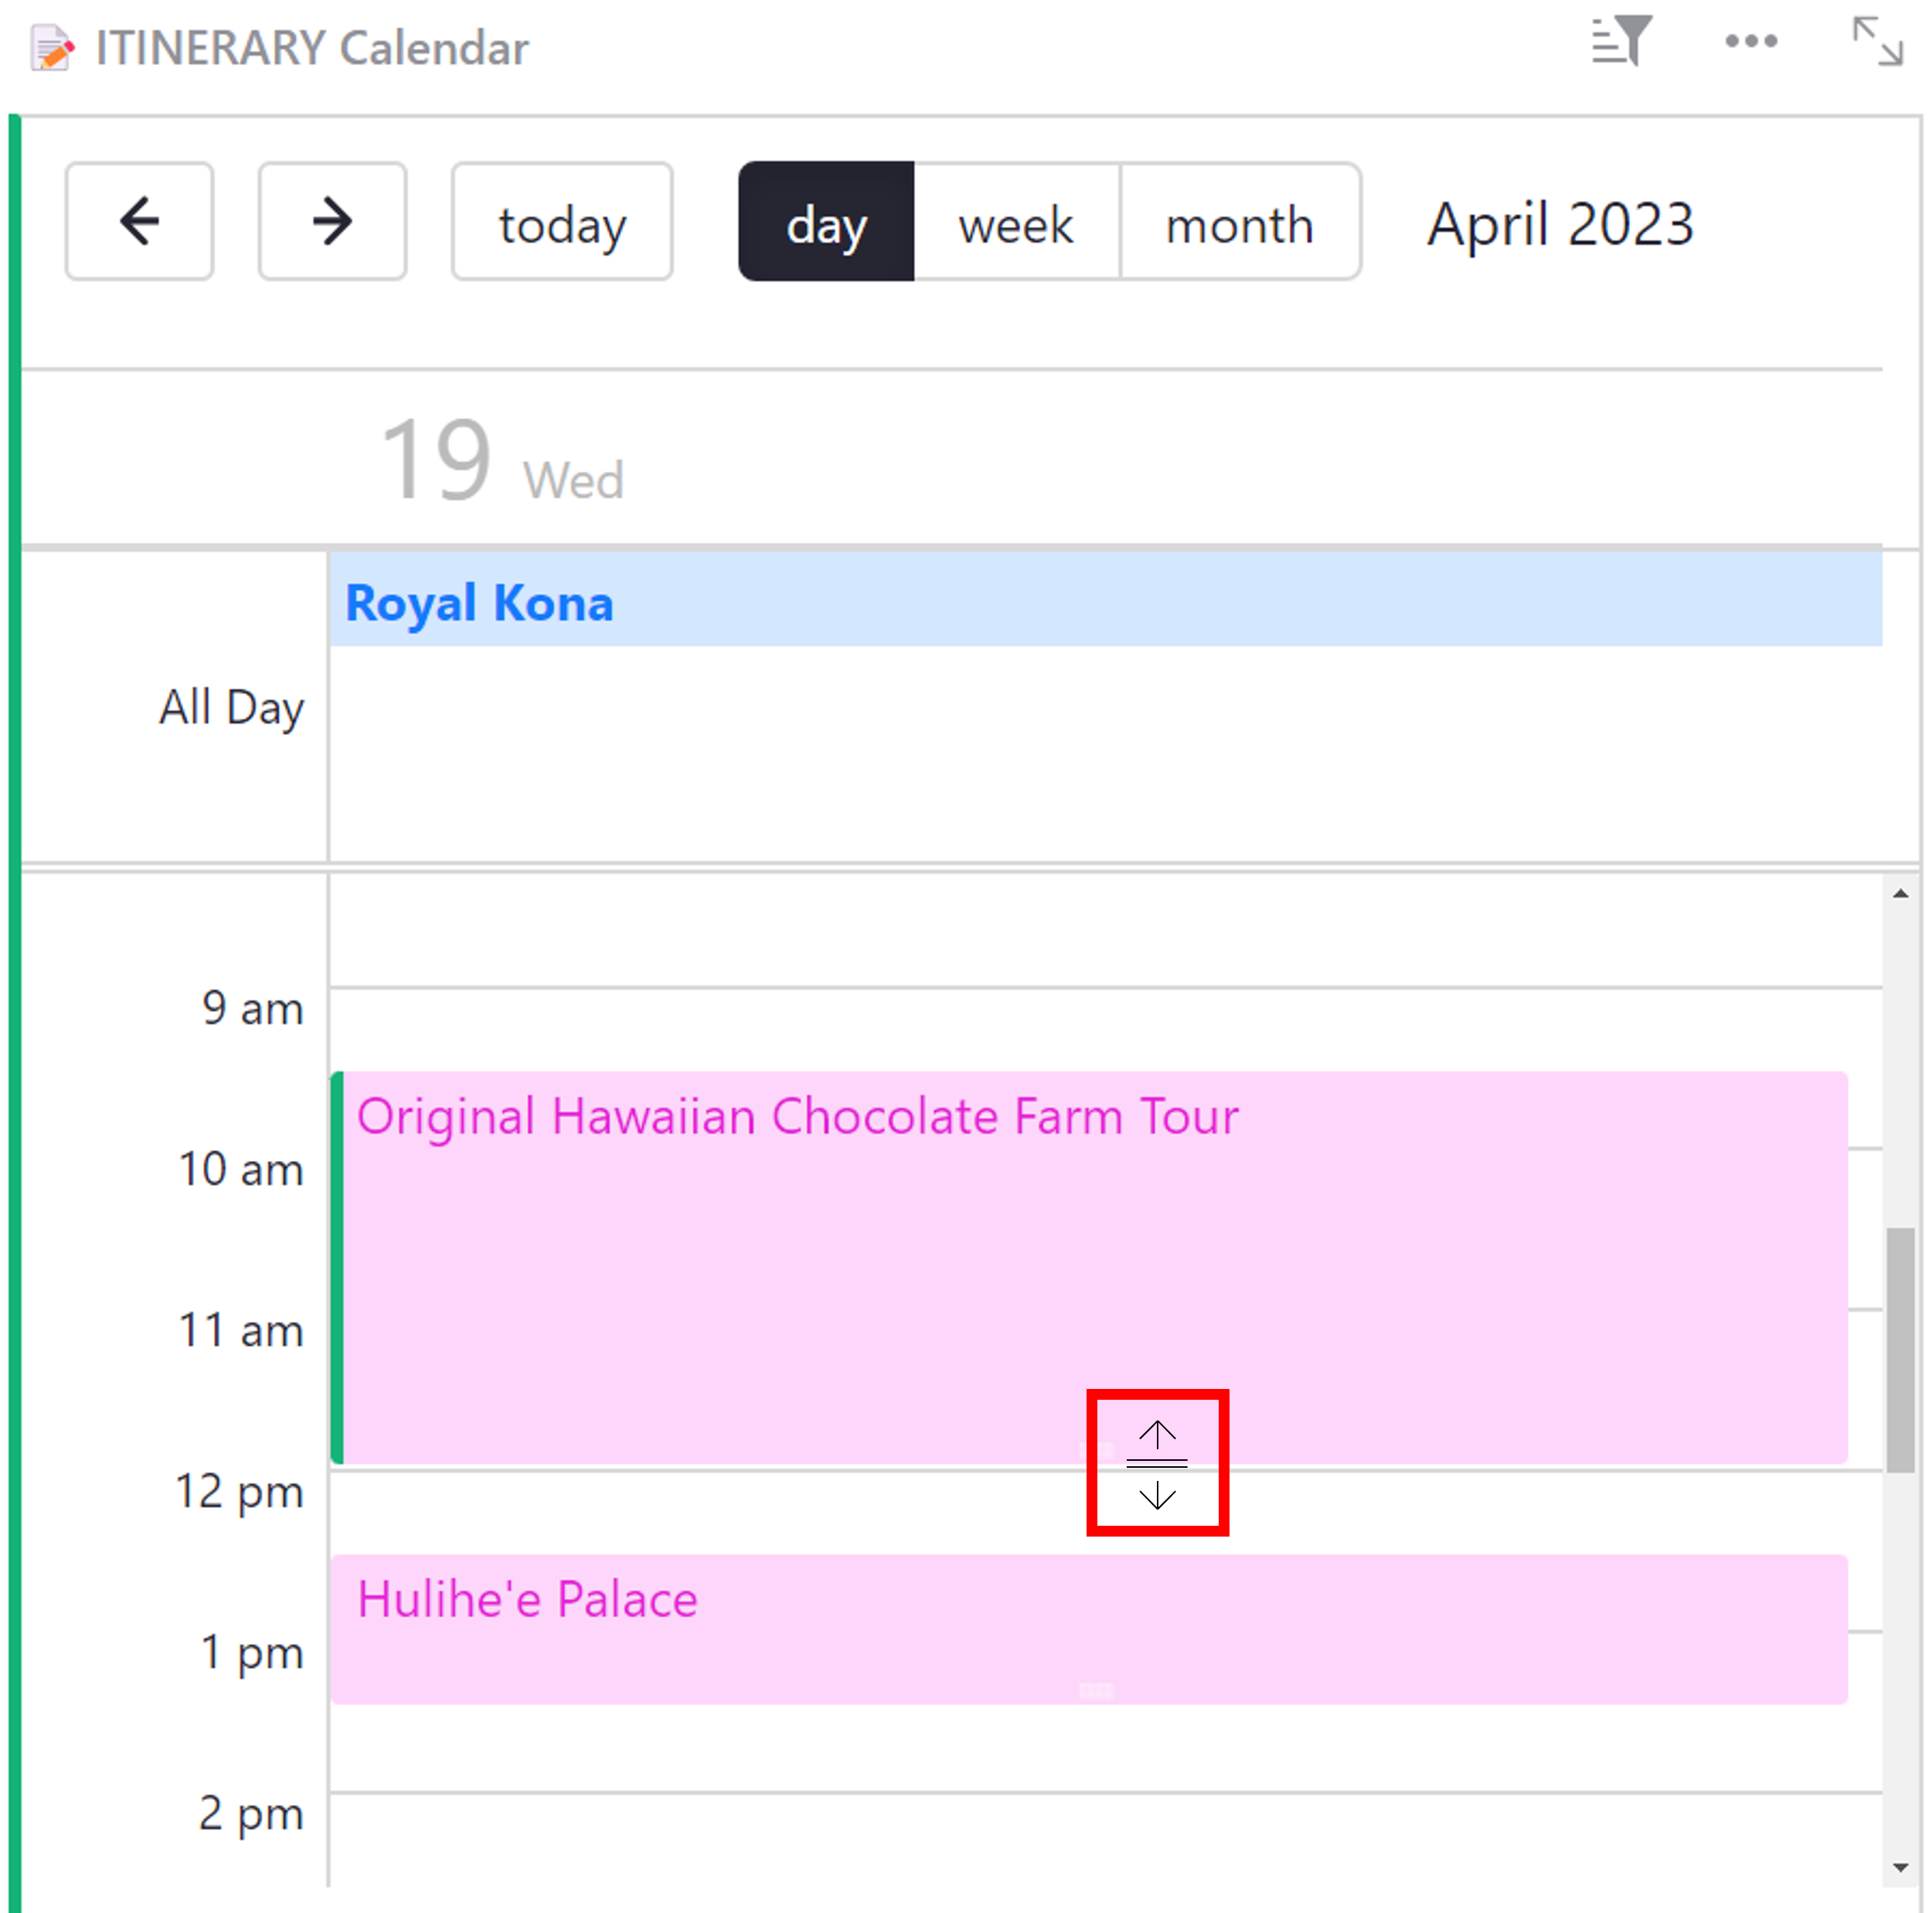 ITINERARY Calendar
today day week month April 2023
19 Wed
Royal Kona
All Day
9 am
Original Hawaiian Chocolate Farm Tour
10 am
11 am
12 pm
Hulihe'e Palace
1 pm
2 pm